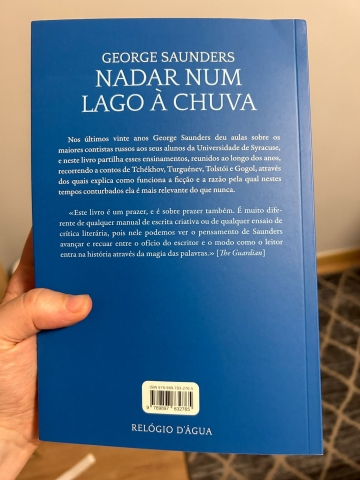 GEORGE SAUNDERS
NADAR NUM
LAGO À CHUVA
Nos últimos vinte anos George Saunders deu aulas sobre os
maiores contistas russos aos seus alunos da Universidade de Syracuse,
e neste livro partilha esses ensinamentos, reunidos ao longo dos anos,
recorrendo a contos de Tchékhov, Turguénev, Tolstói e Gogol, através
dos quais explica como funciona a ficção e a razão pela qual nestes
tempos conturbados ela é mais relevante do que nunca.
«Este livro é um prazer, e é sobre prazer também. É muito dife-
rente de qualquer manual de escrita criativa ou de qualquer ensaio de
crítica literária, pois nele podemos ver o pensamento de Saunders
avançar e recuar entre o ofício do escritor e o modo como o leitor
entra na história através da magia das palavras.» [The Guardian]
RELÓGIO D'ÁGUA